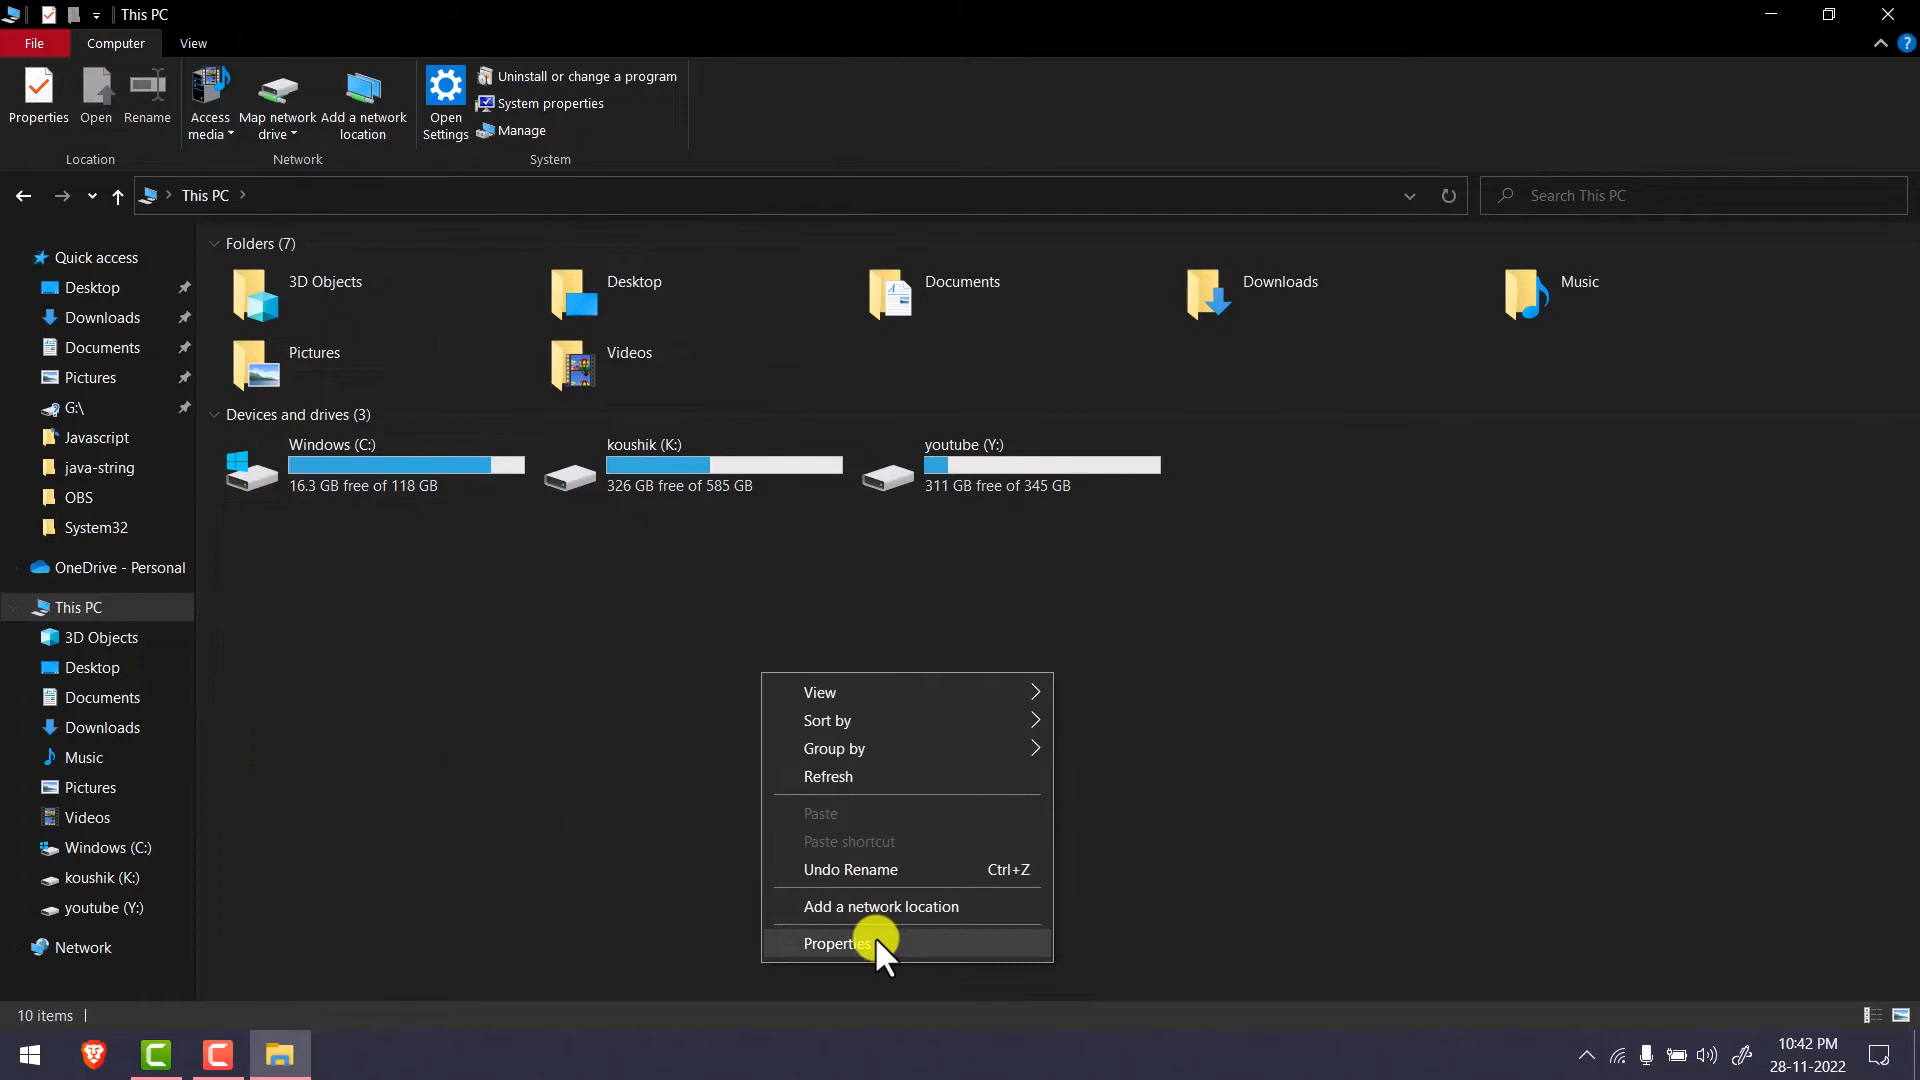 This PC
File
Computer
View
Properties
Open
Rename
Access media
Map network drive
Add a network location
Open Settings
Uninstall or change a program
System properties
Manage
Location
Network
System
This PC
Search This PC
Quick access
Desktop
Downloads
Documents
Pictures
G:\
Javascript
java-string
OBS
System32
OneDrive - Personal
This PC
3D Objects
Desktop
Documents
Downloads
Music
Pictures
Videos
Windows (C:)
koushik (K:)
youtube (Y:)
Network
Folders (7)
3D Objects
Desktop
Documents
Downloads
Music
Pictures
Videos
Devices and drives (3)
Windows (C:)
16.3 GB free of 118 GB
koushik (K:)
326 GB free of 585 GB
youtube (Y:)
311 GB free of 345 GB
View
Sort by
Group by
Refresh
Paste
Paste shortcut
Undo Rename Ctrl+Z
Add a network location
Properties
10 items
10:42 PM
28-11-2022